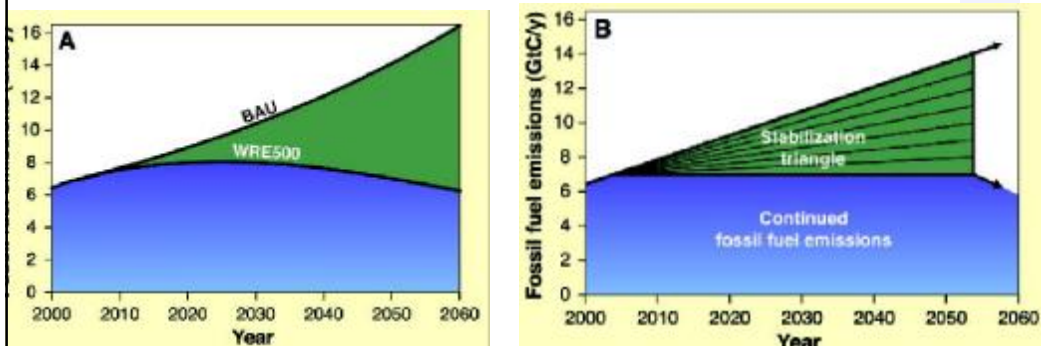 A
16
14
12
10
8
6
4
2
0
BAU
WRE500
2000 2010 2020 2030 2040 2050 2060
Year
B
Fossil fuel emissions (GtC/y)
16
14
12
10
8
6
4
2
0
Stabilization
triangle
Continued
fossil fuel emissions
2000 2010 2020 2030 2040 2050 2060
Year